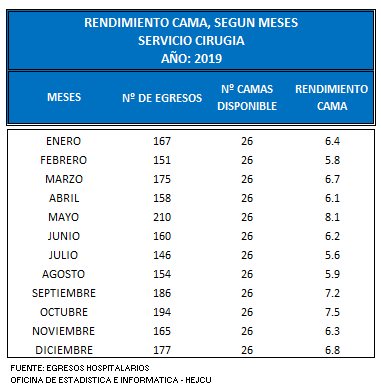 RENDIMIENTO CAMA, SEGUN MESES
SERVICIO CIRUGIA
AÑO: 2019
MESES Nº DE EGRESOS Nº CAMAS DISPONIBLE RENDIMIENTO CAMA
ENERO 167 26 6.4
FEBRERO 151 26 5.8
MARZO 175 26 6.7
ABRIL 158 26 6.1
MAYO 210 26 8.1
JUNIO 160 26 6.2
JULIO 146 26 5.6
AGOSTO 154 26 5.9
SEPTIEMBRE 186 26 7.2
OCTUBRE 194 26 7.5
NOVIEMBRE 165 26 6.3
DICIEMBRE 177 26 6.8
FUENTE: EGRESOS HOSPITALARIOS
OFICINA DE ESTADISTICA E INFORMATICA - HEJCU